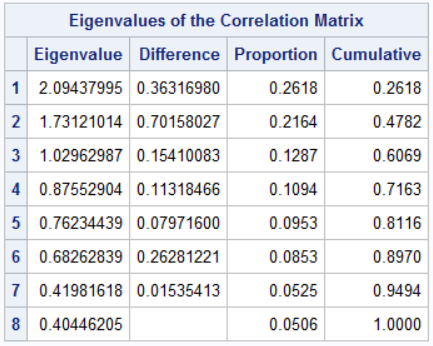 Eigenvalues of the Correlation Matrix
Eigenvalue Difference Proportion Cumulative
1 2.09437995 0.36316980 0.2618 0.2618
2 1.73121014 0.70158027 0.2164 0.4782
3 1.02962987 0.15410083 0.1287 0.6069
4 0.87552904 0.11318466 0.1094 0.7163
5 0.76234439 0.07971600 0.0953 0.8116
6 0.68262839 0.26281221 0.0853 0.8970
7 0.41981618 0.01535413 0.0525 0.9494
8 0.40446205 0.0506 1.0000